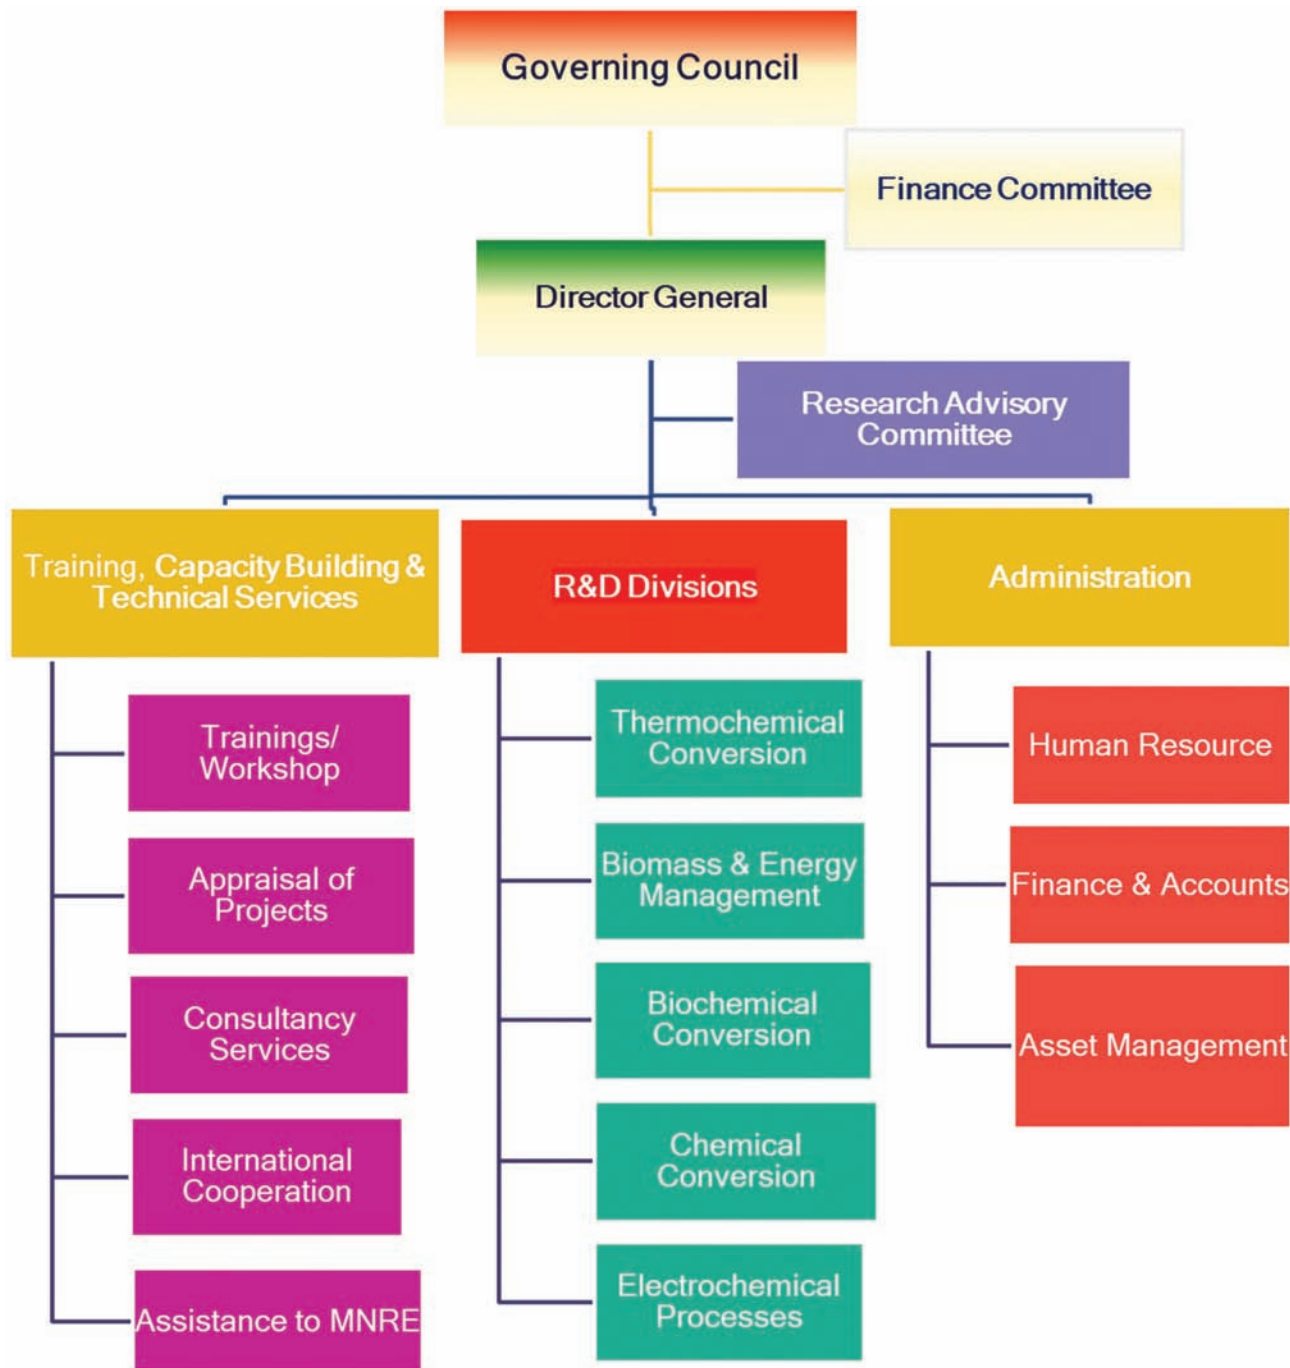 Governing Council
Finance Committee
Director General
Research Advisory
Committee
Training, Capacity Building &
Technical Services
R&D Divisions
Administration
Trainings/
Workshop
Appraisal of
Projects
Consultancy
Services
International
Cooperation
Assistance to MNRE
Thermochemical
Conversion
Biomass & Energy
Management
Biochemical
Conversion
Chemical
Conversion
Electrochemical
Processes
Human Resource
Finance & Accounts
Asset Management